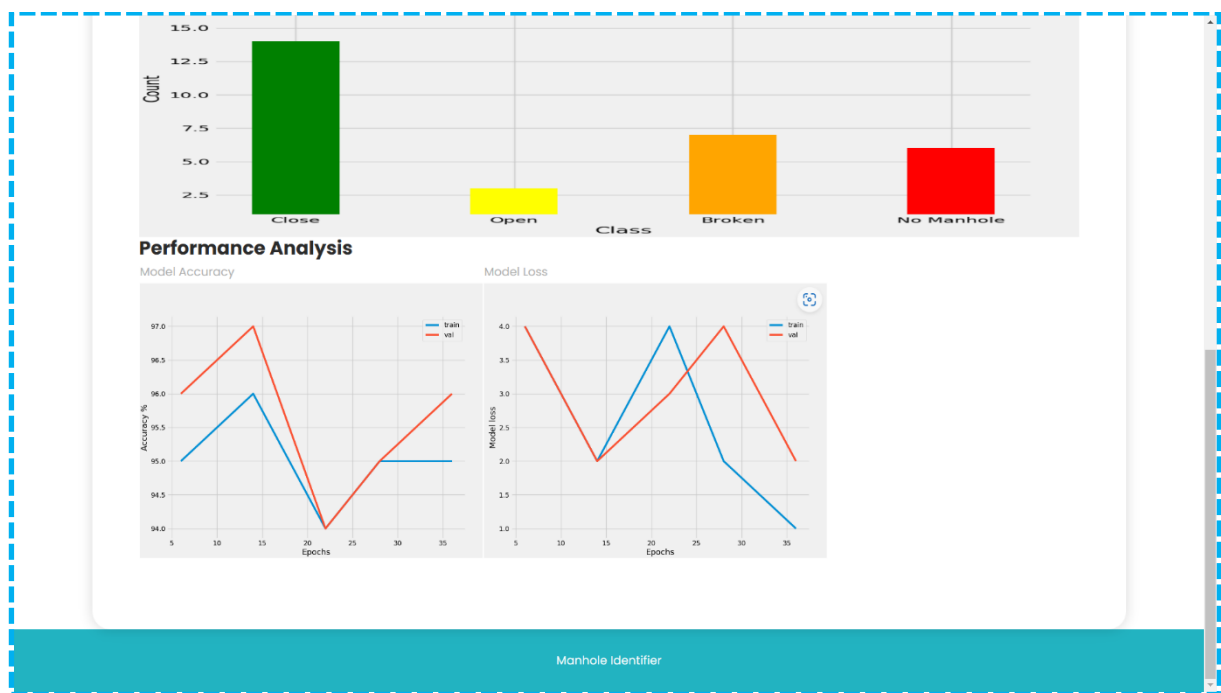 15.0
12.5
Count
10.0
7.5
5.0
2.5
Close Open Broken No Manhole
Class
Performance Analysis
Model Accuracy Model Loss
train
val
97.0
96.5
96.0
95.5
95.0
94.5
94.0
Accuracy %
5 10 15 20 25 30 35
Epochs
train
val
4.0
3.5
3.0
2.5
2.0
1.5
1.0
Model loss
5 10 15 20 25 30 35
Epochs
Manhole Identifier